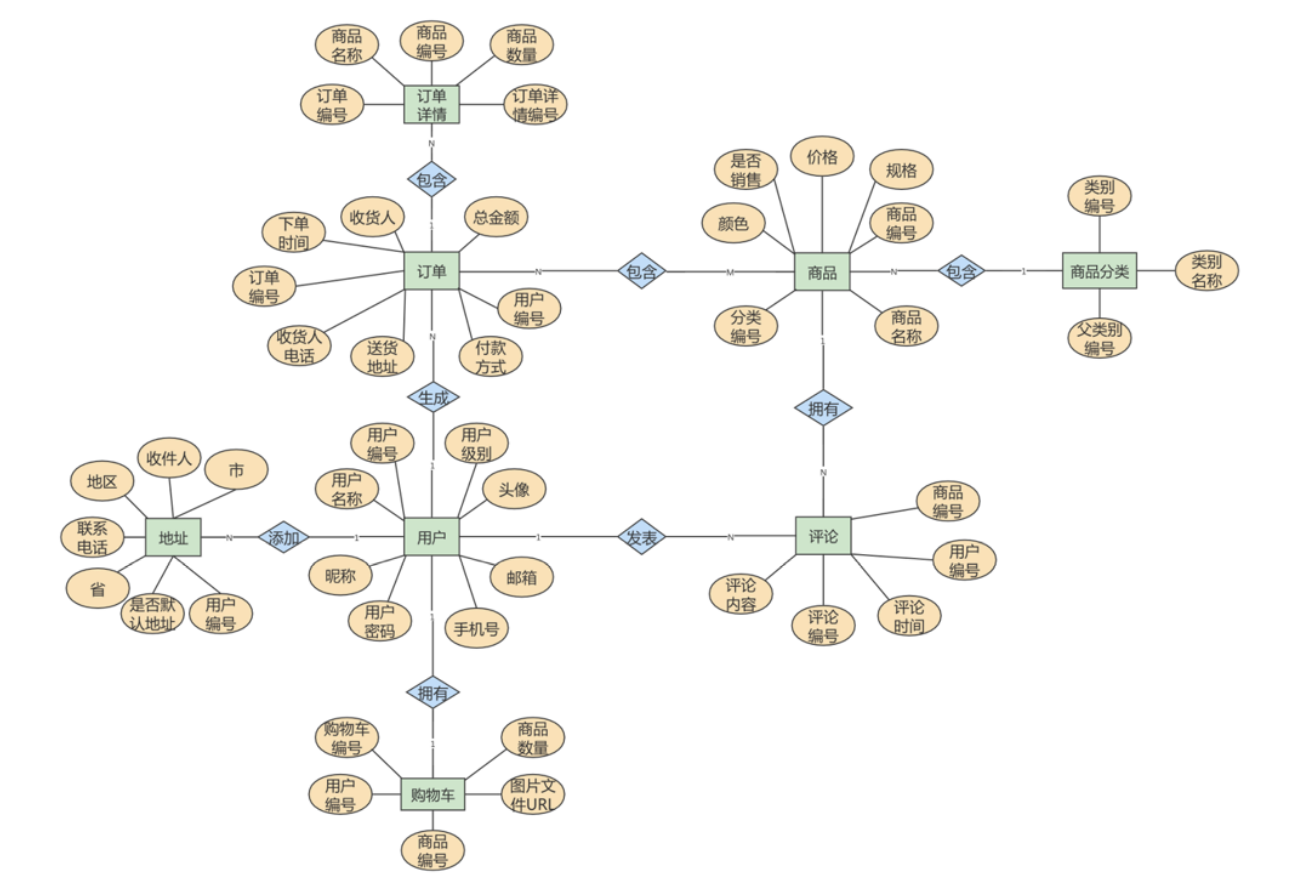 商品
名称
商品
编号
商品
数量
订单
编号
订单
详情
订单详
情编号
N
包含
1
下单
时间
收货人
总金额
订单
编号
订单
收货人
电话
送货
地址
付款
方式
用户
编号
N
包含
M
是否
销售
价格
规格
颜色
商品
编号
商品
分类
编号
商品
名称
N
包含
1
商品分类
类别
编号
类别
名称
父类别
编号
N
生成
1
1
拥有
N
用户
编号
用户
级别
用户
名称
头像
用户
昵称
邮箱
用户
密码
手机号
地区
收件人
市
联系
电话
地址
省
是否默
认地址
用户
编号
N
添加
1
1
发表
N
评论
商品
编号
用户
编号
评论
内容
评论
编号
评论
时间
1
拥有
1
购物车
编号
商品
数量
用户
编号
购物车
图片文
件URL
商品
编号